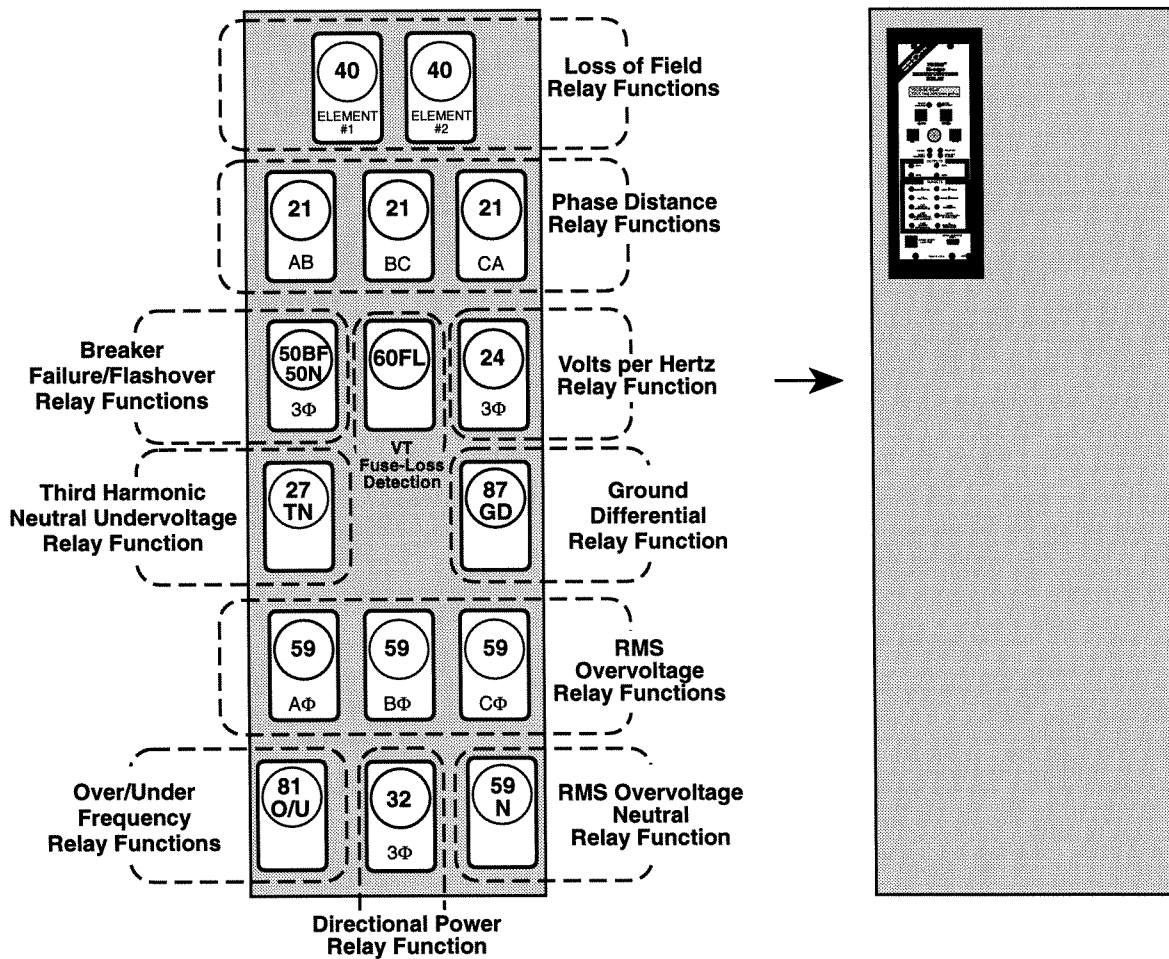 40
40
ELEMENT
#1
ELEMENT
#2
Loss of Field
Relay Functions
21
21
21
AB
BC
CA
Phase Distance
Relay Functions
Breaker
Failure/Flashover
Relay Functions
50BF
50N
3Φ
60FL
VT
Fuse-Loss
Detection
24
3Φ
Volts per Hertz
Relay Function
Third Harmonic
Neutral Undervoltage
Relay Function
27
TN
87
GD
Ground
Differential
Relay Function
59
59
59
AΦ
BΦ
CΦ
RMS
Overvoltage
Relay Functions
Over/Under
Frequency
Relay Functions
81
O/U
32
3Φ
59
N
RMS Overvoltage
Neutral
Relay Function
Directional Power
Relay Function